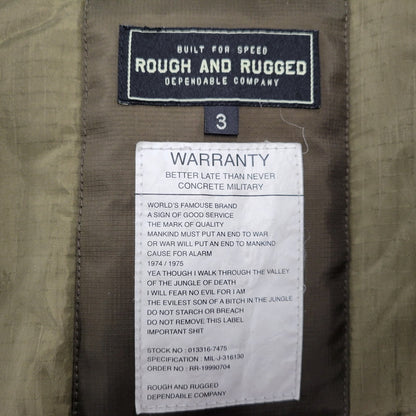 BUILT FOR SPEED
ROUGH AND RUGGED
DEPENDABLE COMPANY
3
WARRANTY
BETTER LATE THAN NEVER
CONCRETE MILITARY
WORLD'S FAMOUSE BRAND
A SIGN OF GOOD SERVICE
THE MARK OF QUALITY
MANKIND MUST PUT AN END TO WAR
OR WAR WILL PUT AN END TO MANKIND
CAUSE FOR ALARM
1974 / 1975
YEA THOUGH I WALK THROUGH THE VALLEY
OF THE JUNGLE OF DEATH
I WILL FEAR NO EVIL FOR I AM
THE EVILEST SON OF A BITCH IN THE JUNGLE
DO NOT STARCH OR BREACH
DO NOT REMOVE THIS LABEL
IMPORTANT SHIT
STOCK NO : 013316-7475
SPECIFICATION : MIL-J-316130
ORDER NO : RR-19990704
ROUGH AND RUGGED
DEPENDABLE COMPANY